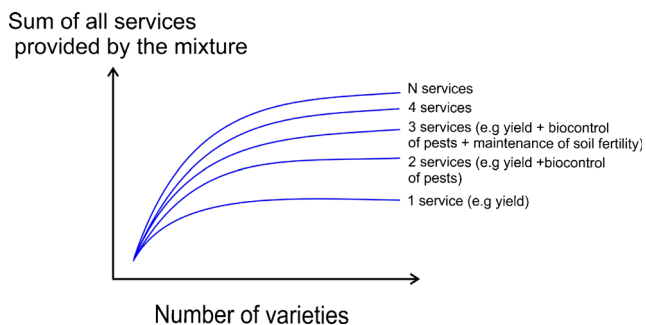 Sum of all services
provided by the mixture
N services
4 services
3 services (e.g yield + biocontrol
of pests + maintenance of soil fertility)
2 services (e.g yield +biocontrol
of pests)
1 service (e.g yield)
Number of varieties